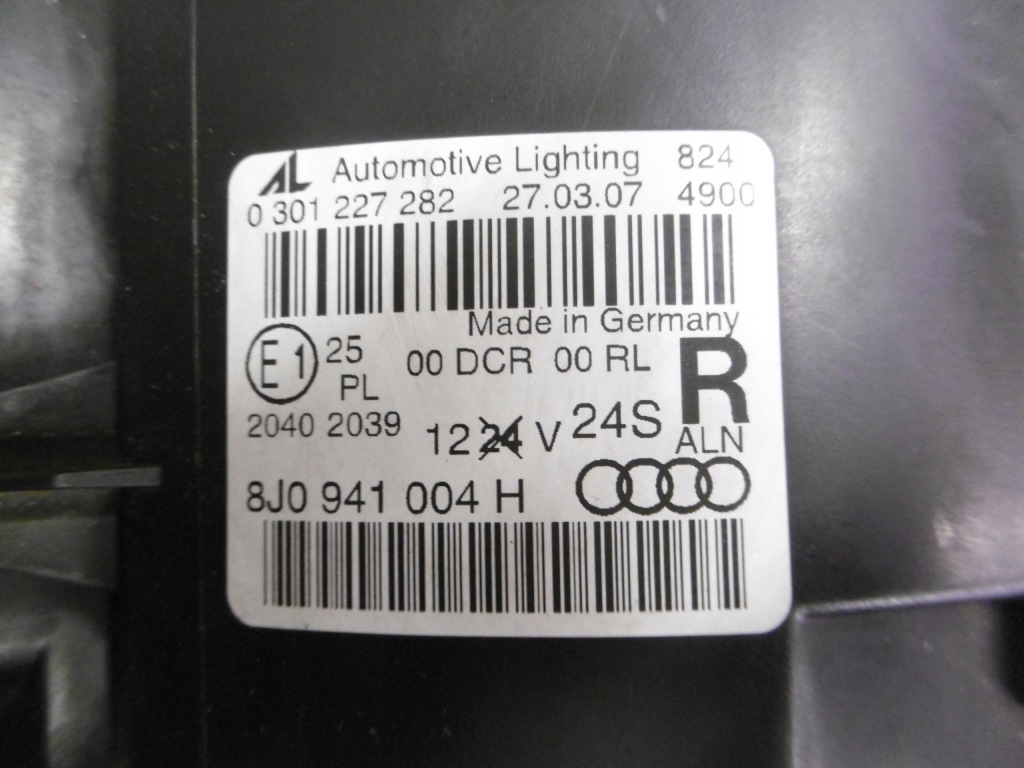 AL Automotive Lighting 824
0 301 227 282 27.03.07 4900
Made in Germany
E1 25 00 DCR 00 RL R
PL
2040 2039 12 24 V 24S ALN
8J0 941 004 H